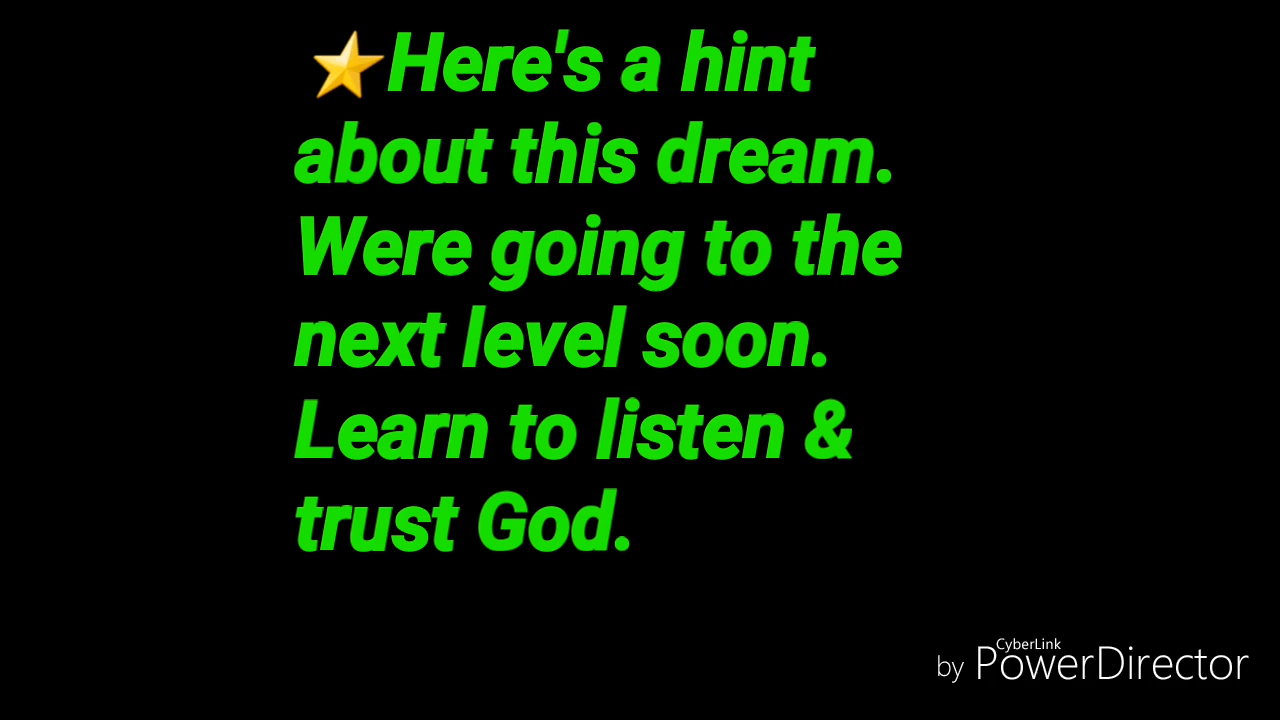 ⭐Here's a hint
about this dream.
Were going to the
next level soon.
Learn to listen &
trust God.
CyberLink
by PowerDirector